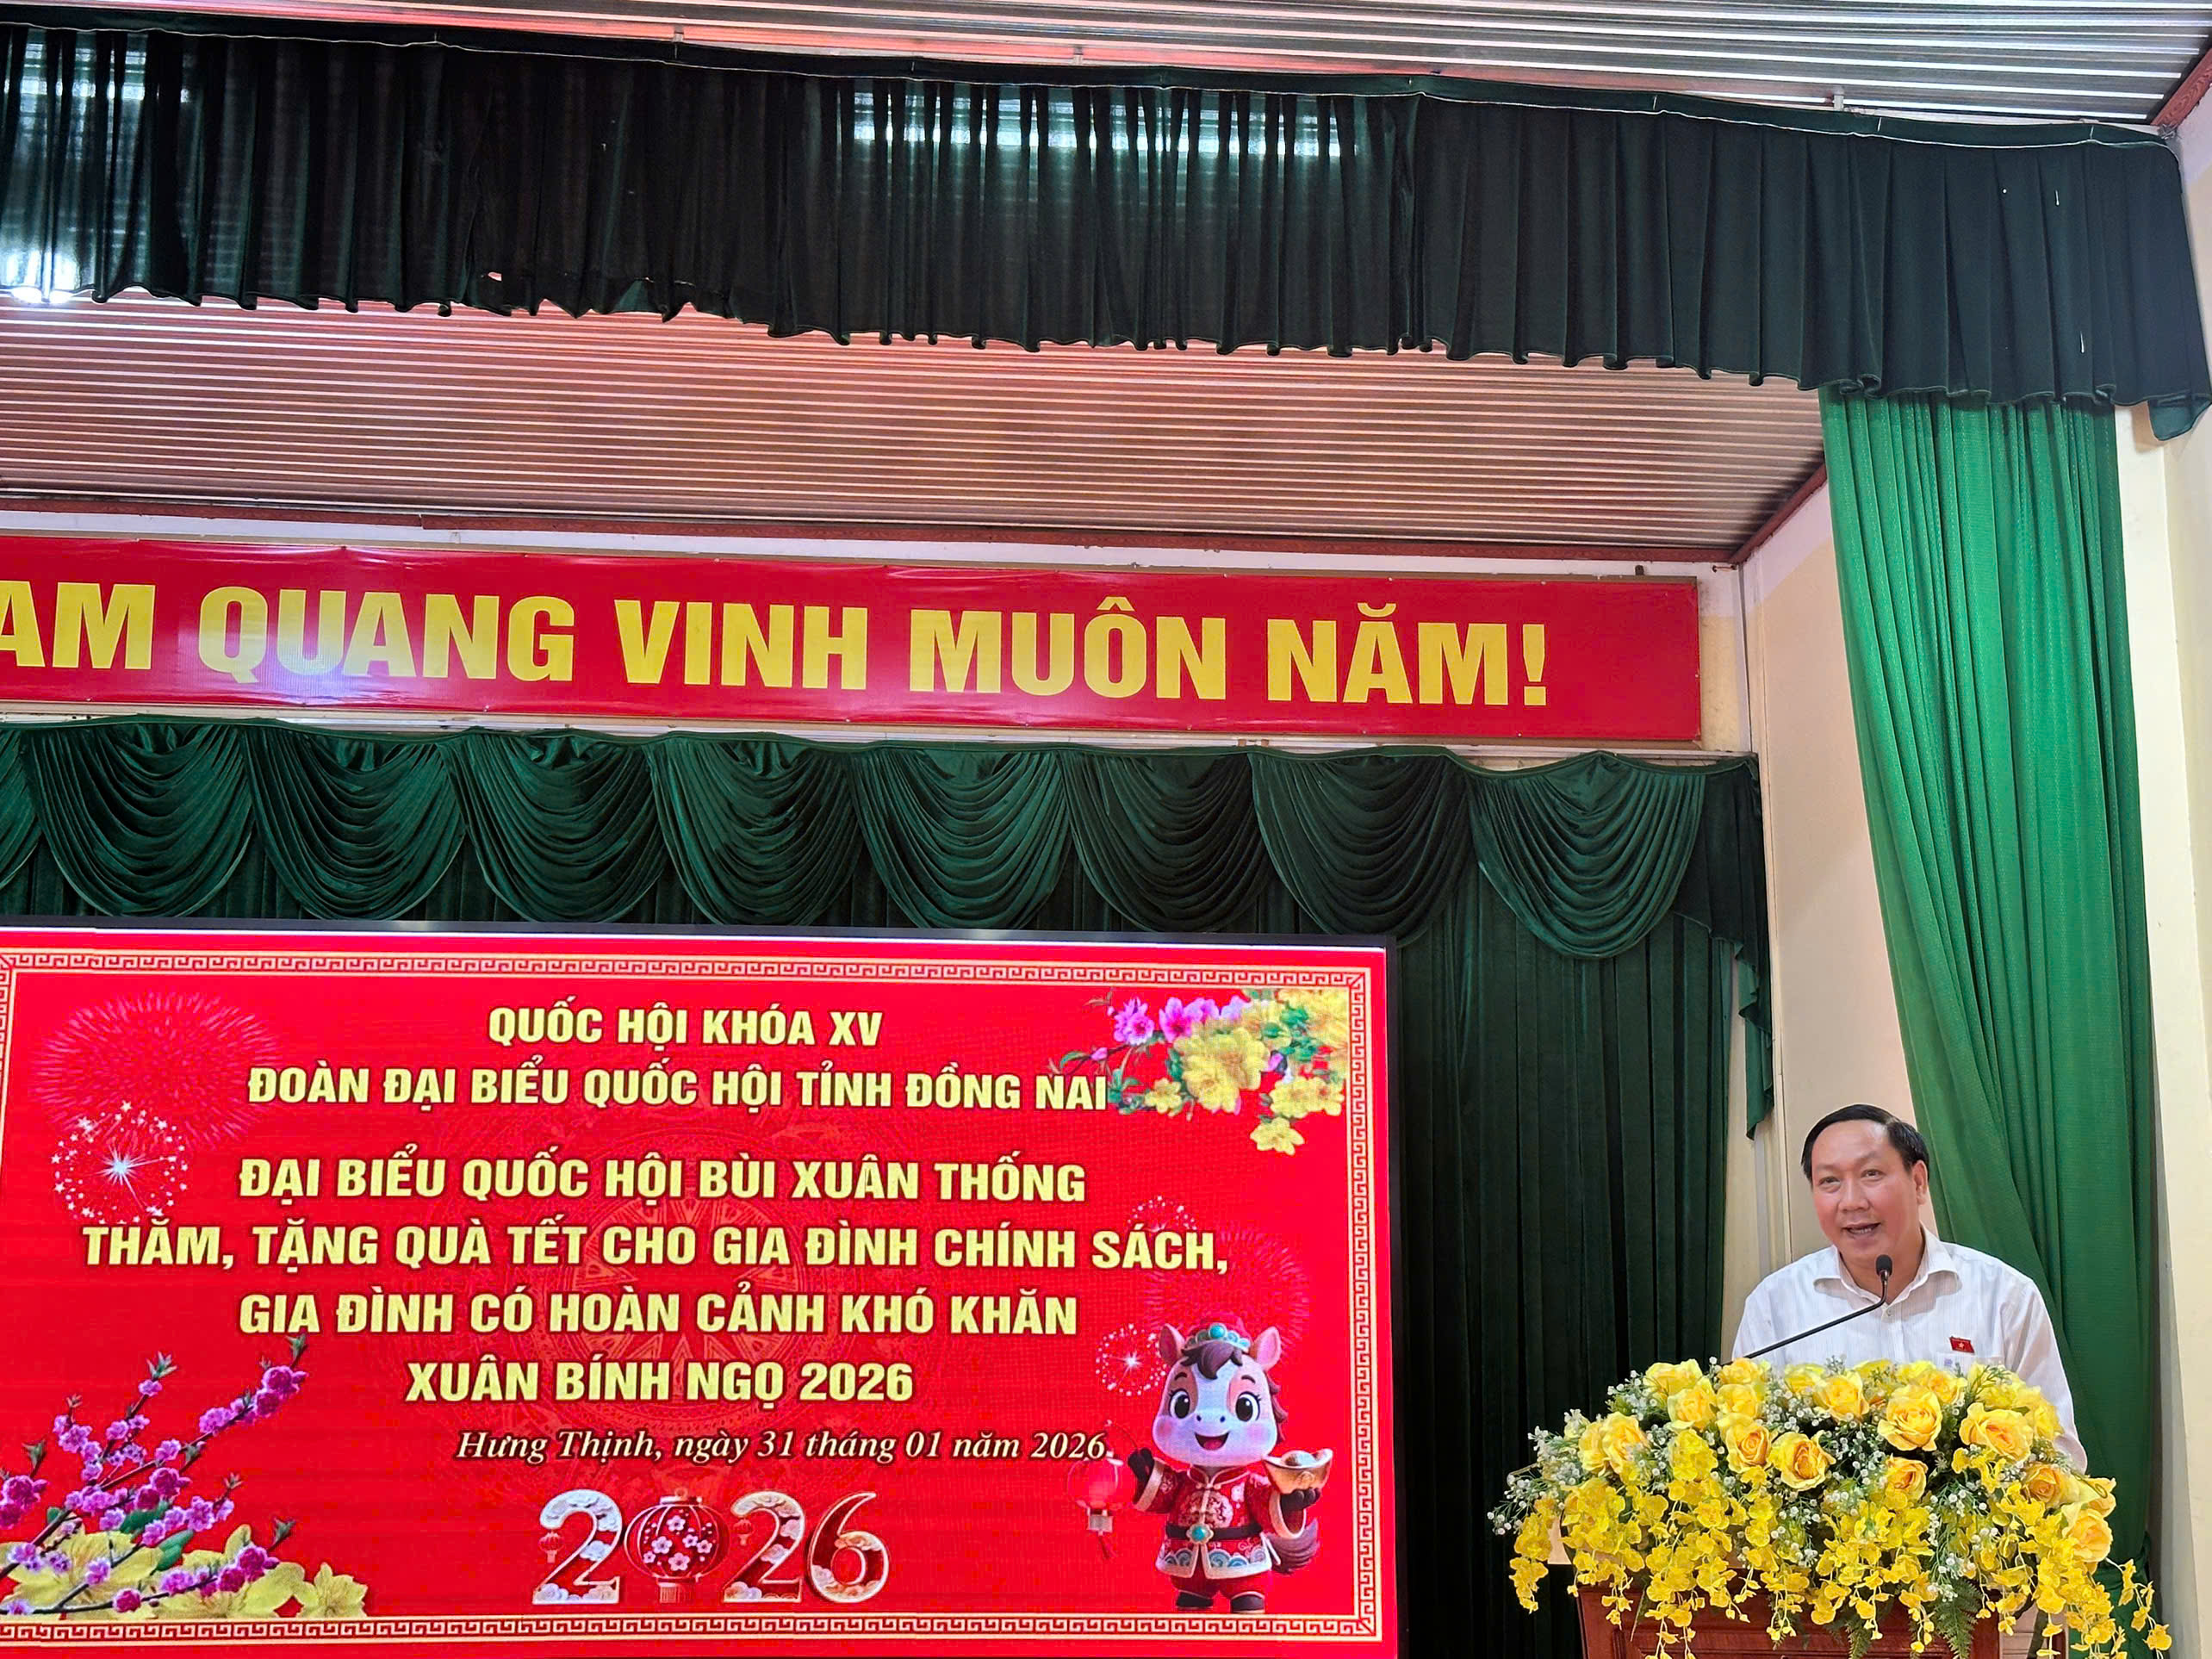 AM QUANG VINH MUÔN NĂM!
QUỐC HỘI KHÓA XV
ĐOÀN ĐẠI BIỂU QUỐC HỘI TỈNH ĐỒNG NAI
ĐẠI BIỂU QUỐC HỘI BÙI XUÂN THỐNG
THĂM, TẶNG QUÀ TẾT CHO GIA ĐÌNH CHÍNH SÁCH,
GIA ĐÌNH CÓ HOÀN CẢNH KHÓ KHĂN
XUÂN BÍNH NGỌ 2026
Hưng Thịnh, ngày 31 tháng 01 năm 2026.
2026